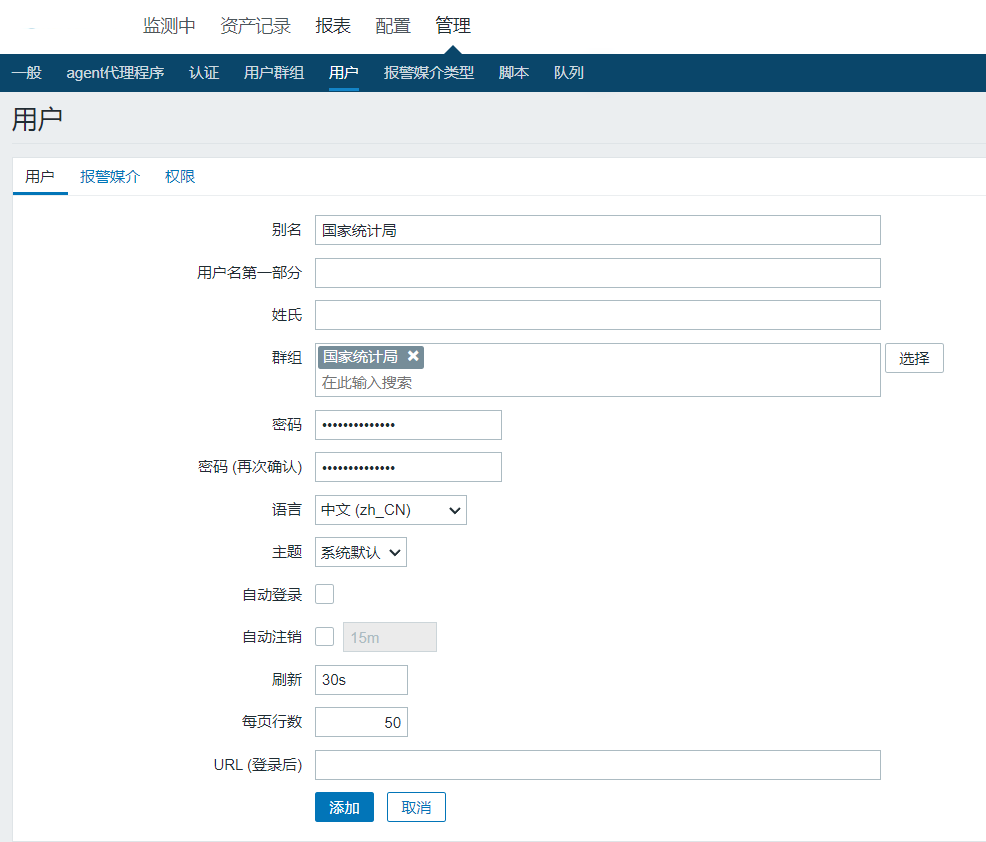 监测中 资产记录 报表 配置 管理
一般 agent代理程序 认证 用户群组 用户 报警媒介类型 脚本 队列
用户
用户 报警媒介 权限
别名 国家统计局
用户名第一部分
姓氏
群组 国家统计局 ✖ 选择
在此输入搜索
密码 ••••••••••••••
密码 (再次确认) ••••••••••••••
语言 中文 (zh_CN)
主题 系统默认
自动登录
自动注销 15m
刷新 30s
每页行数 50
URL (登录后)
添加 取消